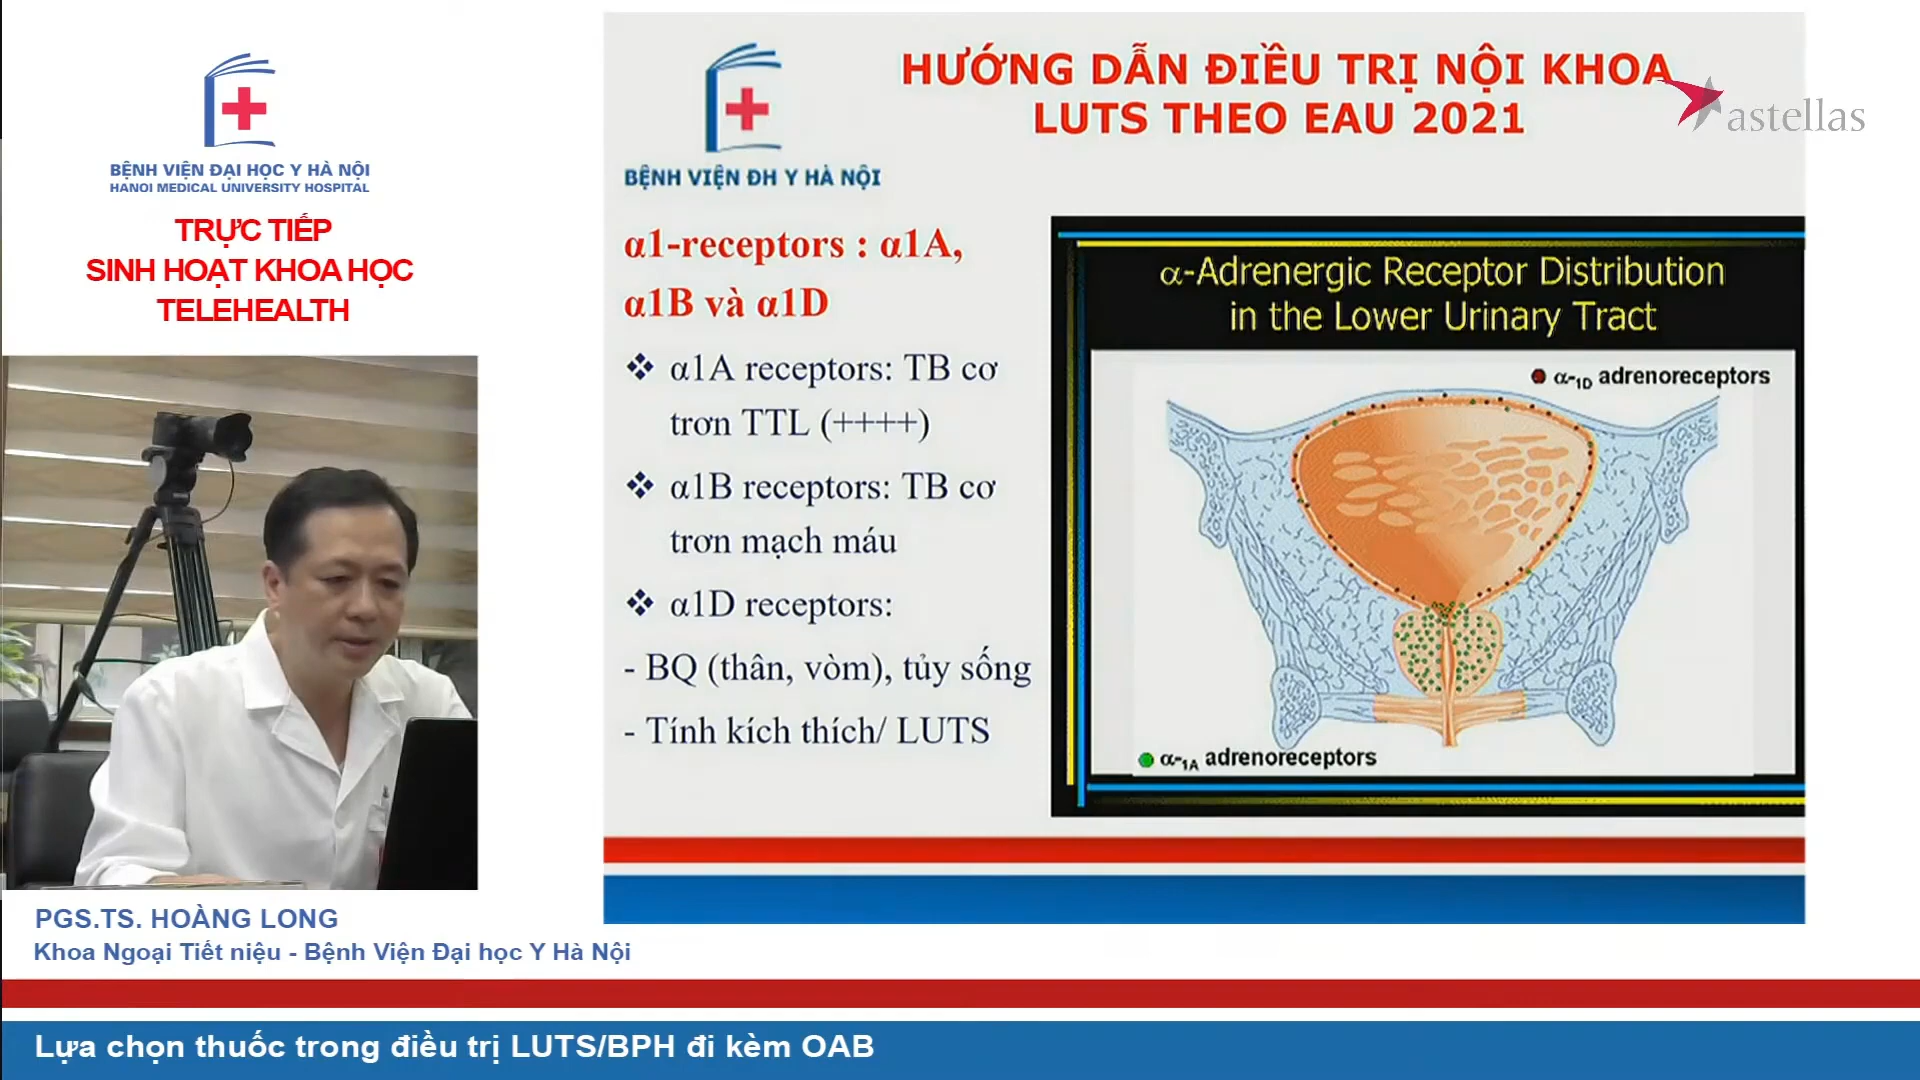 BỆNH VIỆN ĐẠI HỌC Y HÀ NỘI
HANOI MEDICAL UNIVERSITY HOSPITAL
TRỰC TIẾP
SINH HOẠT KHOA HỌC
TELEHEALTH
BỆNH VIỆN ĐH Y HÀ NỘI
HƯỚNG DẪN ĐIỀU TRỊ NỘI KHOA
LUTS THEO EAU 2021
astellas
α1-receptors : α1A,
α1B và α1D
❖ α1A receptors: TB cơ
trơn TTL (++++)
❖ α1B receptors: TB cơ
trơn mạch máu
❖ α1D receptors:
- BQ (thân, vòm), tủy sống
- Tính kích thích/ LUTS
α-Adrenergic Receptor Distribution
in the Lower Urinary Tract
α-1D adrenoreceptors
α-1A adrenoreceptors
PGS.TS. HOÀNG LONG
Khoa Ngoại Tiết niệu - Bệnh Viện Đại học Y Hà Nội
Lựa chọn thuốc trong điều trị LUTS/BPH đi kèm OAB